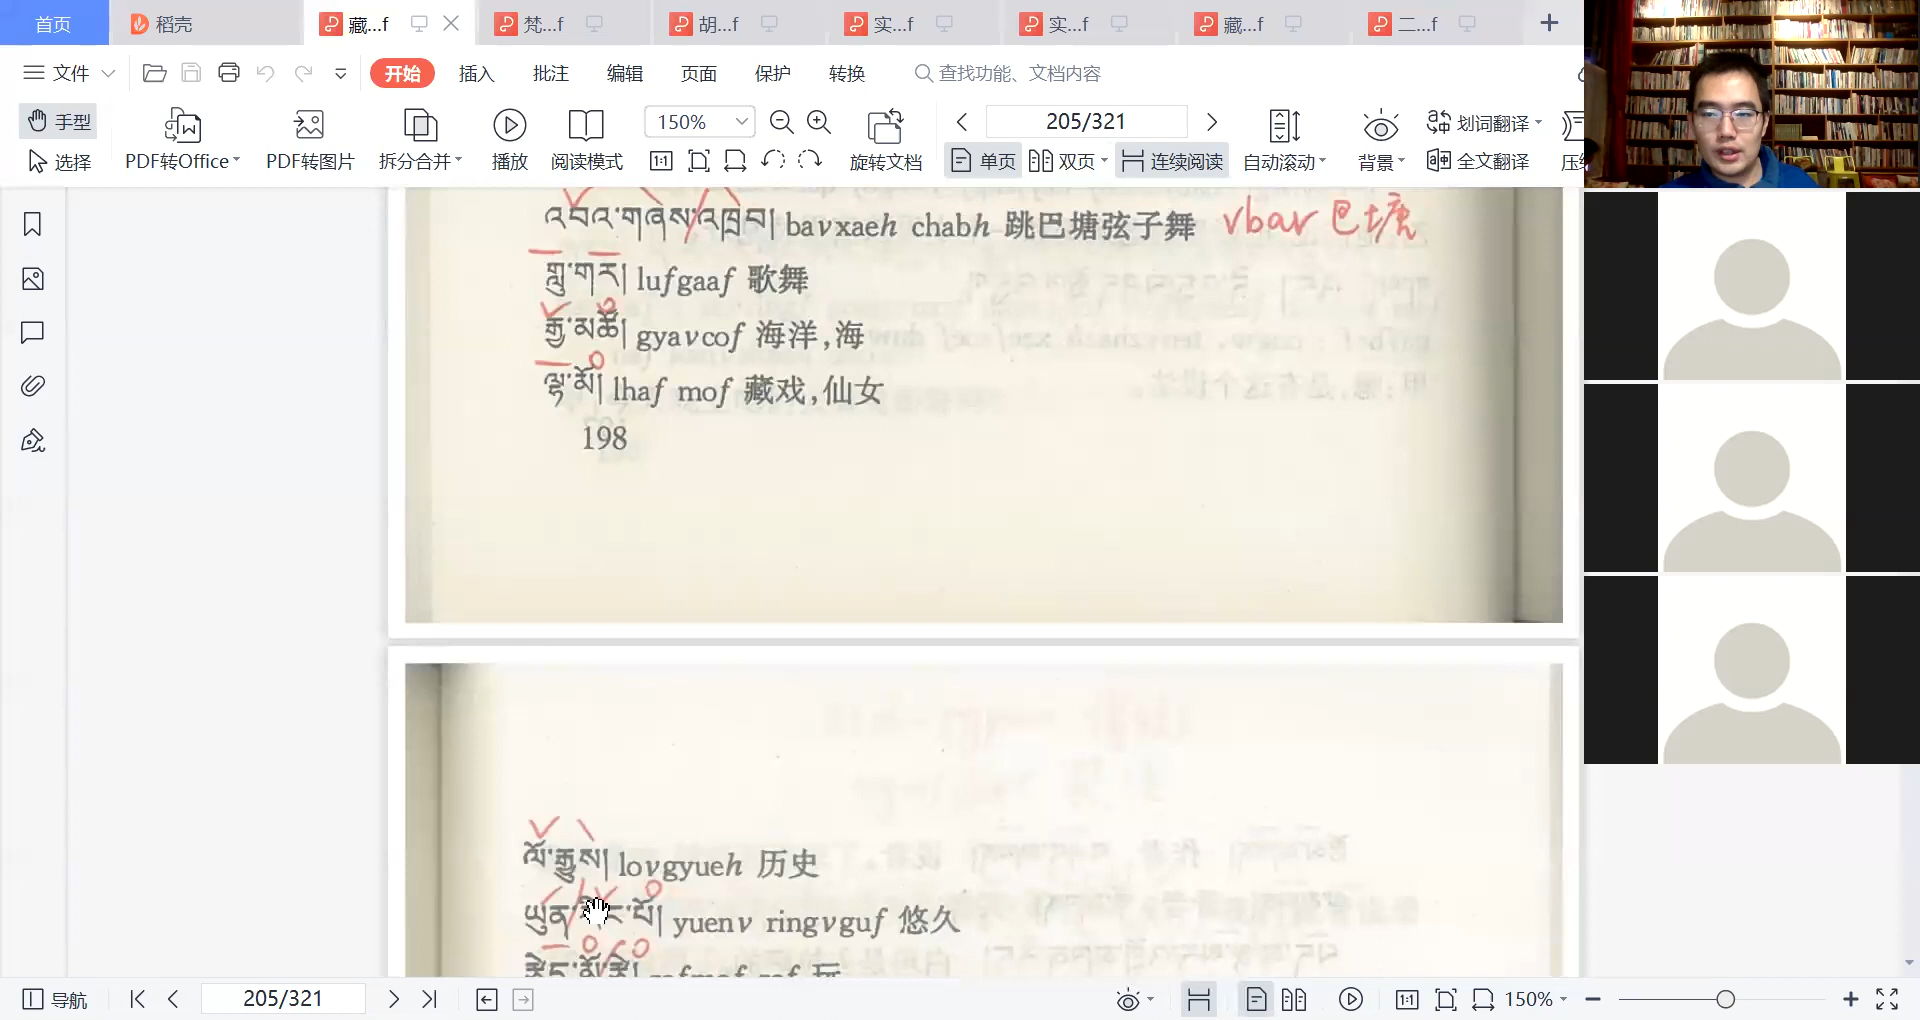 首页 稻壳 藏...f 梵...f 胡...f 实...f 实...f 藏...f 二...f
文件 开始 插入 批注 编辑 页面 保护 转换 查找功能、文档内容
手型 150% 205/321 划词翻译
选择 PDF转Office PDF转图片 拆分合并 播放 阅读模式 1:1 旋转文档 单页 双页 连续阅读 自动滚动 背景 全文翻译
འབའ་གཞས་འཁྲབ། bavxaeh chabh 跳巴塘弦子舞 vbav 巴塘
གླུ་གར། lufgaaf 歌舞
རྒྱ་མཚོ། gyavcof 海洋,海
ལྷ་མོ། lhaf mof 藏戏,仙女
198
ལོ་རྒྱུས། lovgyueh 历史
ཡུན་རིང་པོ། yuenv ringvguf 悠久
导航 205/321 1:1 150%